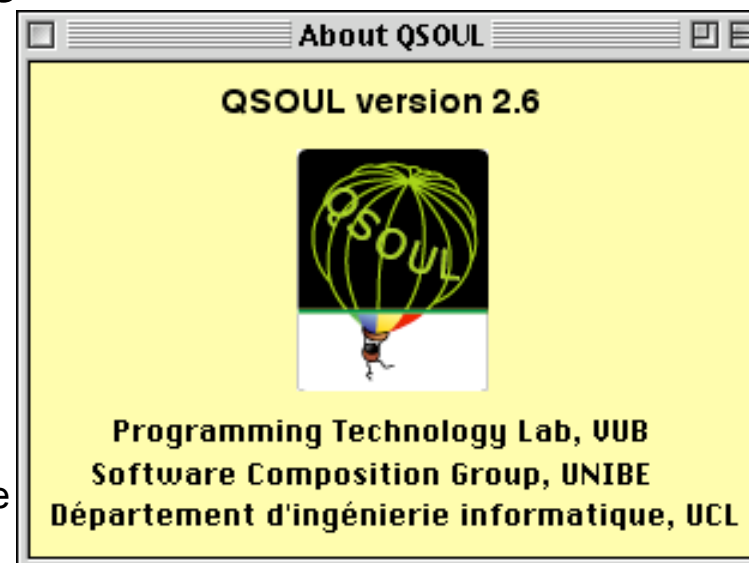 About QSOUL
QSOUL version 2.6
QSOUL
Programming Technology Lab, VUB
Software Composition Group, UNIBE
e
Département d'ingénierie informatique, UCL